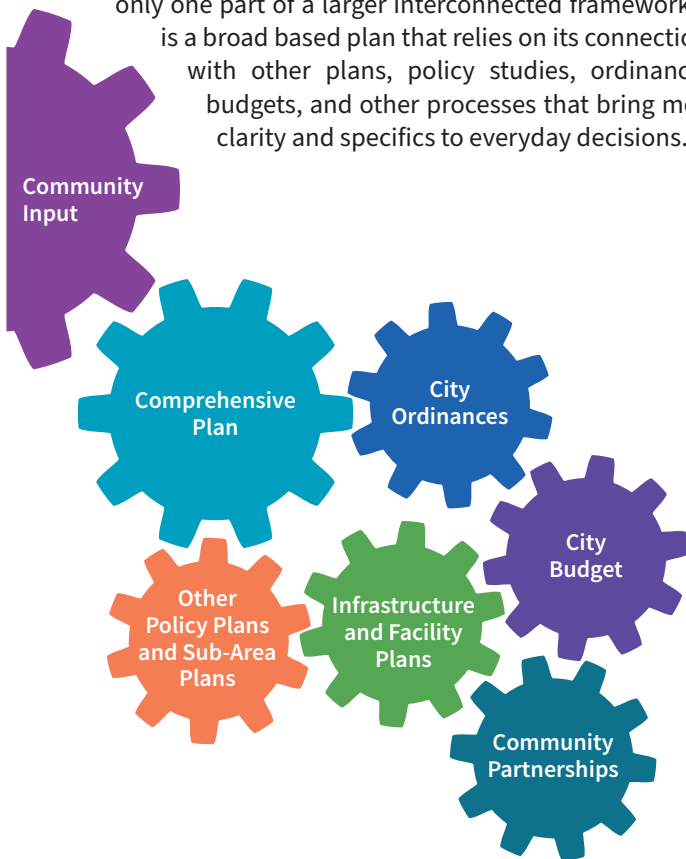 only one part of a larger interconnected framework
is a broad based plan that relies on its connectio
with other plans, policy studies, ordinanc
budgets, and other processes that bring mo
clarity and specifics to everyday decisions.
Community
Input
Comprehensive
Plan
City
Ordinances
City
Budget
Other
Policy Plans
and Sub-Area
Plans
Infrastructure
and Facility
Plans
Community
Partnerships